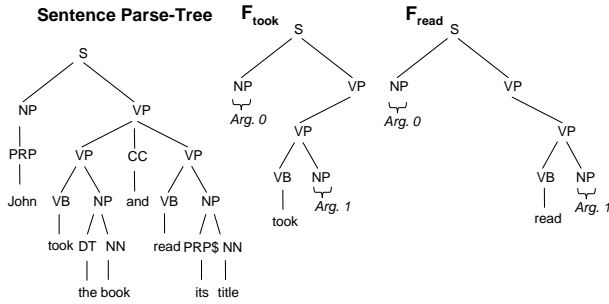 Sentence Parse-Tree F_took F_read
S S S
NP VP NP VP NP VP
Arg. 0 Arg. 0
PRP VP CC VP VP VP
John VB NP and VB NP VB NP VB NP
Arg. 1 Arg. 1
took DT NN read PRP$ NN took read
the book its title